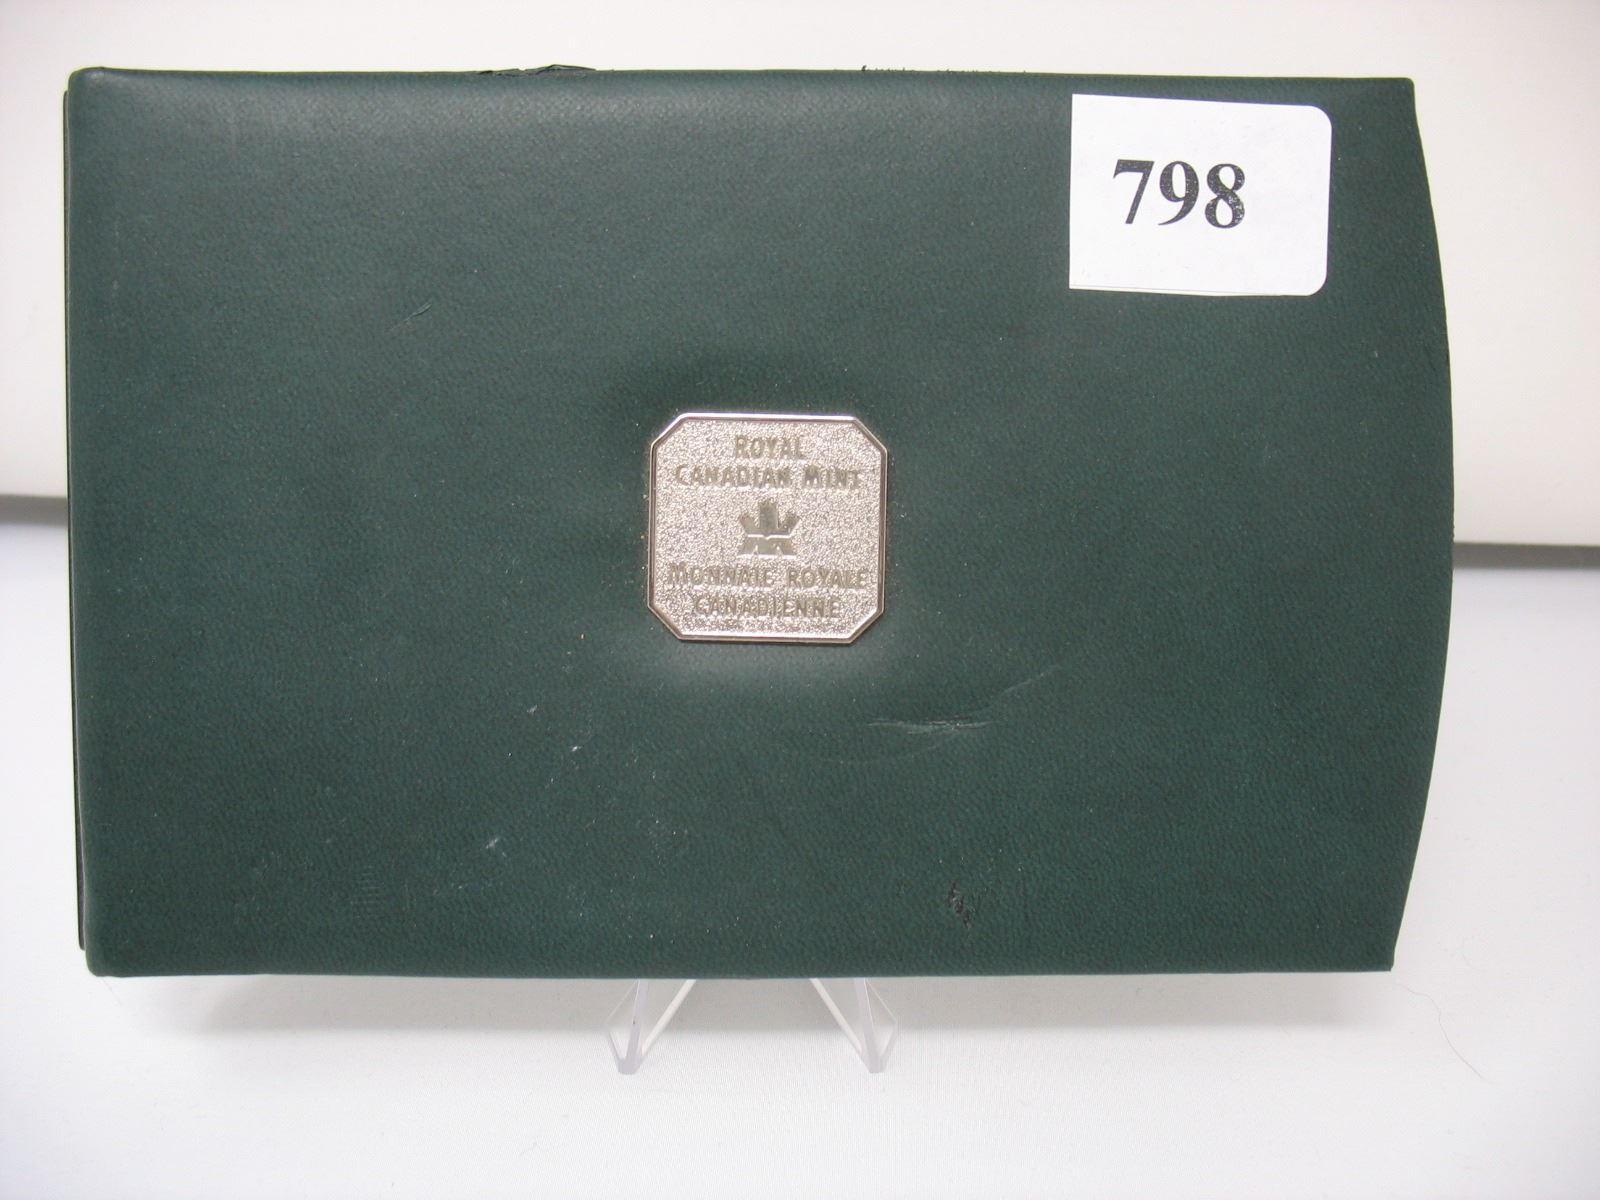 798
ROYAL
CANADIAN MINT
MONNAIE ROYALE
CANADIENNE